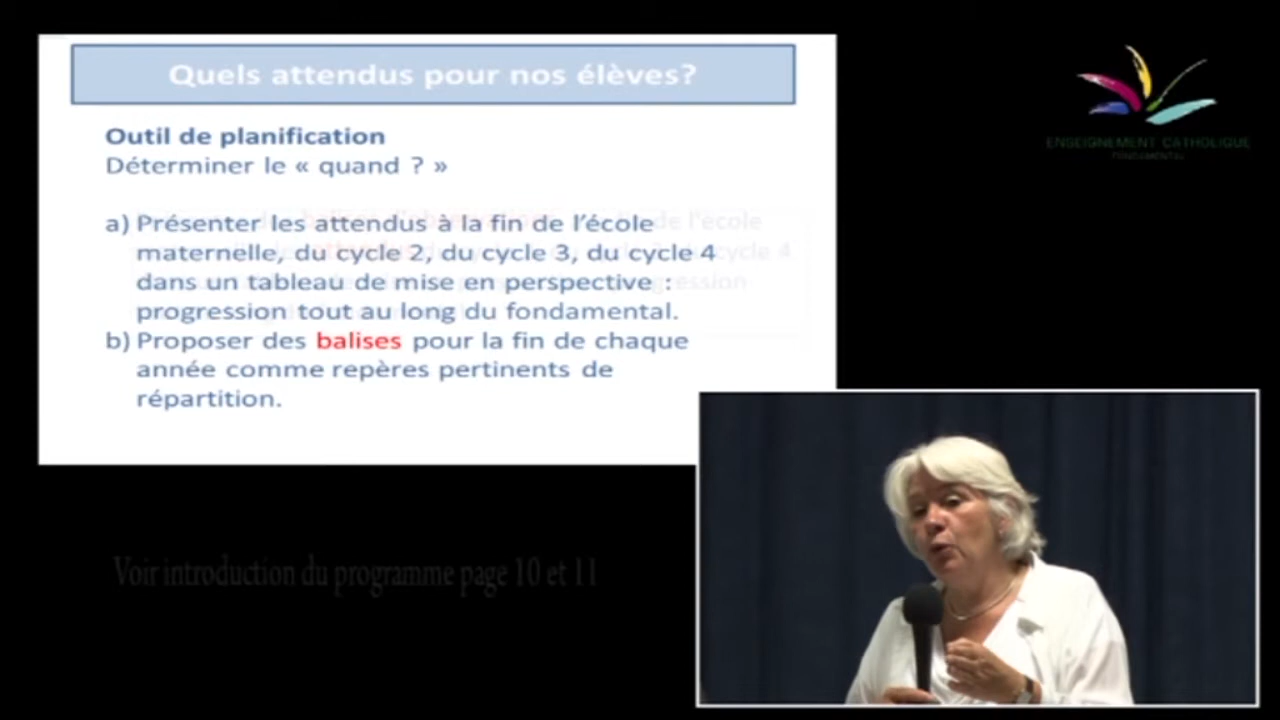 Quels attendus pour nos élèves?
Outil de planification
Déterminer le « quand ? »
a) Présenter les attendus à la fin de l'école
maternelle, du cycle 2, du cycle 3, du cycle 4
dans un tableau de mise en perspective :
progression tout au long du fondamental.
b) Proposer des balises pour la fin de chaque
année comme repères pertinents de
répartition.
ENSEIGNEMENT CATHOLIQUE
FONDAMENTAL
Voir introduction du programme page 10 et 11